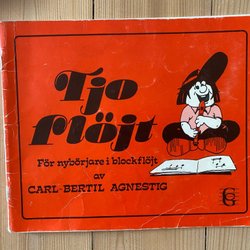 Tjo
flöjt
För nybörjare i blockflöjt
av
CARL-BERTIL AGNESTIG